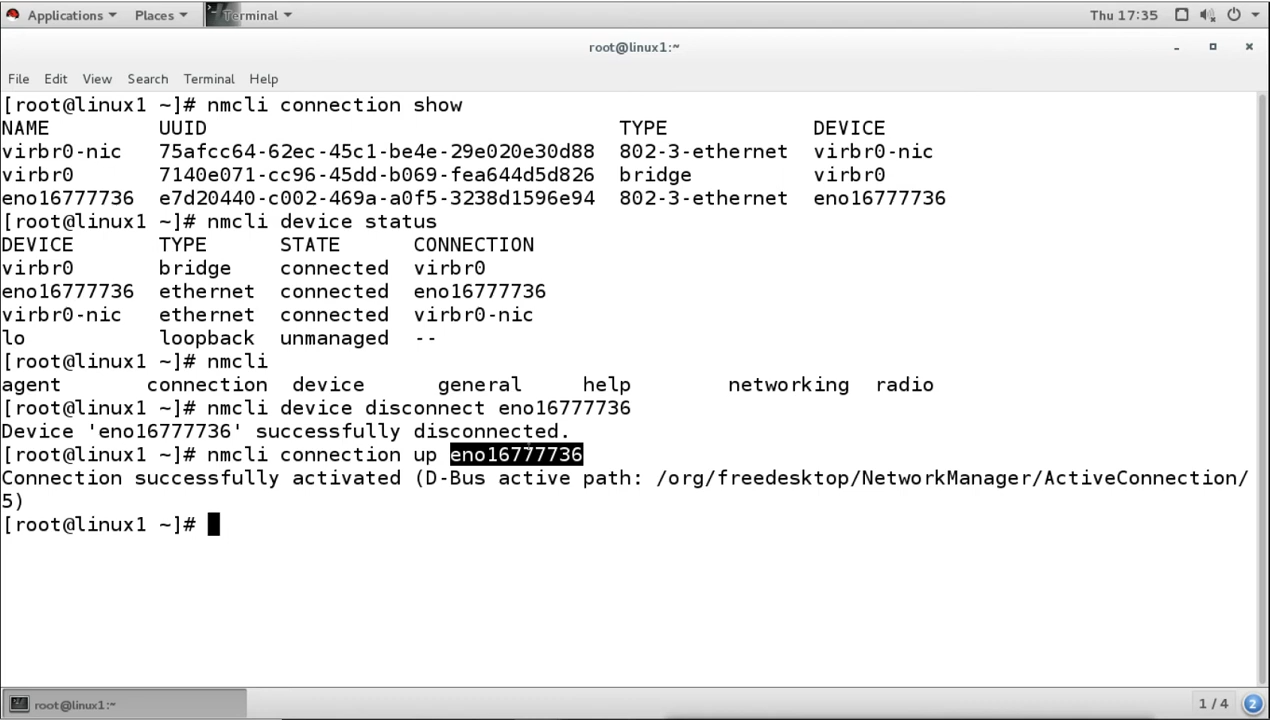 Applications Places Terminal Thu 17:35
root@linux1:~
File Edit View Search Terminal Help
[root@linux1 ~]# nmcli connection show
NAME UUID TYPE DEVICE
virbr0-nic 75afcc64-62ec-45c1-be4e-29e020e30d88 802-3-ethernet virbr0-nic
virbr0 7140e071-cc96-45dd-b069-fea644d5d826 bridge virbr0
eno16777736 e7d20440-c002-469a-a0f5-3238d1596e94 802-3-ethernet eno16777736
[root@linux1 ~]# nmcli device status
DEVICE TYPE STATE CONNECTION
virbr0 bridge connected virbr0
eno16777736 ethernet connected eno16777736
virbr0-nic ethernet connected virbr0-nic
lo loopback unmanaged --
[root@linux1 ~]# nmcli
agent connection device general help networking radio
[root@linux1 ~]# nmcli device disconnect eno16777736
Device 'eno16777736' successfully disconnected.
[root@linux1 ~]# nmcli connection up eno16777736
Connection successfully activated (D-Bus active path: /org/freedesktop/NetworkManager/ActiveConnection/
5)
[root@linux1 ~]#
root@linux1:~ 1 / 4 2